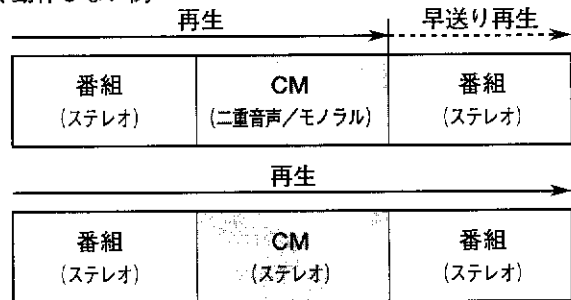 再生 早送り再生
番組 CM 番組
(ステレオ) (二重音声/モノラル) (ステレオ)
再生
番組 CM 番組
(ステレオ) (ステレオ) (ステレオ)